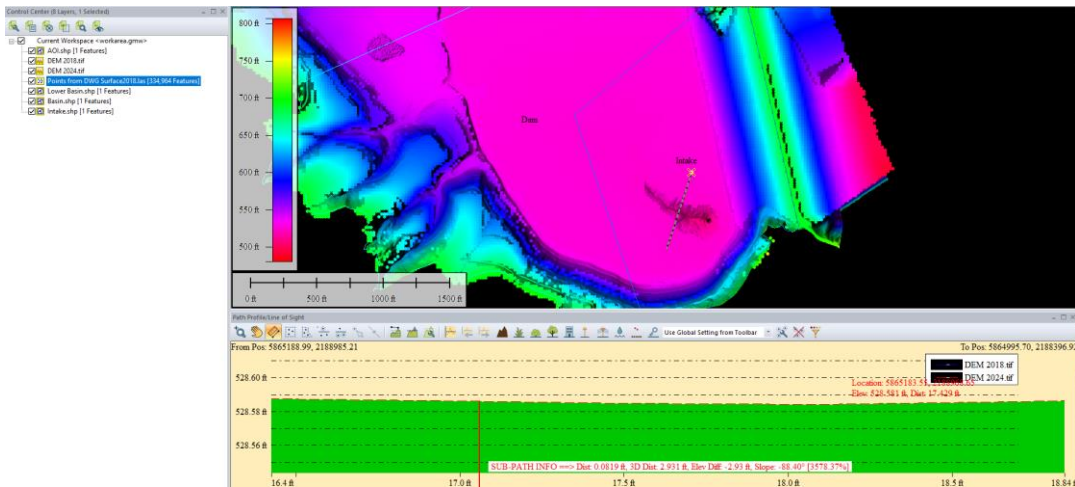 Control Center (8 Layers, 1 Selected)
Current Workspace <workarea.gmw>
AOI.shp [1 Features]
DEM 2018.tif
DEM 2024.tif
Points from DWG Surface2018.las [334,964 Features]
Lower Basin.shp [1 Features]
Basin.shp [1 Features]
Intake.shp [1 Features]
800 ft
750 ft
700 ft
650 ft
600 ft
550 ft
500 ft
Dam
Intake
0 ft 500 ft 1000 ft 1500 ft
Path Profile/Line of Sight
Use Global Setting from Toolbar
From Pos: 5865188.99, 2188985.21
To Pos: 5864995.70, 2188396.92
DEM 2018.tif
DEM 2024.tif
528.60 ft
Location: 5865183.51,
Elev: 528.581 ft, Dist: 17.429 ft
528.58 ft
528.56 ft
SUB-PATH INFO ==> Dist: 0.0819 ft, 3D Dist: 2.931 ft, Elev Diff: -2.93 ft, Slope: -88.40° [3578.37%]
16.4 ft 17.0 ft 17.5 ft 18.0 ft 18.5 ft 18.84 ft